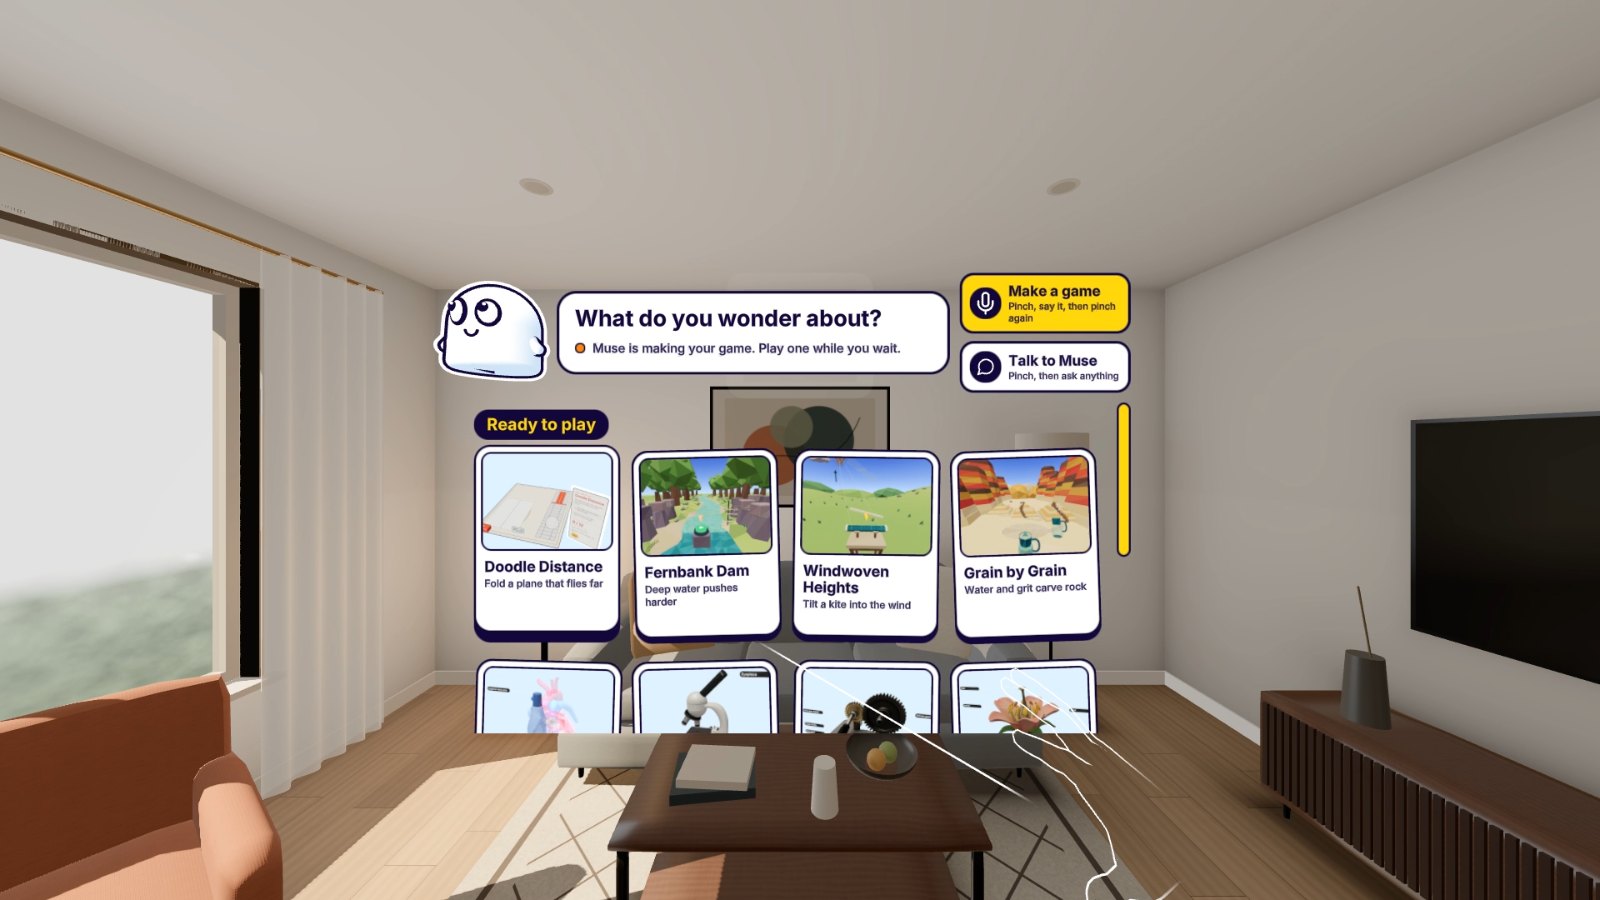 What do you wonder about?
Muse is making your game. Play one while you wait.
Make a game
Pinch, say it, then pinch
again
Talk to Muse
Pinch, then ask anything
Ready to play
Doodle Distance
Fold a plane that flies far
Fernbank Dam
Deep water pushes
harder
Windwoven
Heights
Tilt a kite into the wind
Grain by Grain
Water and grit carve rock